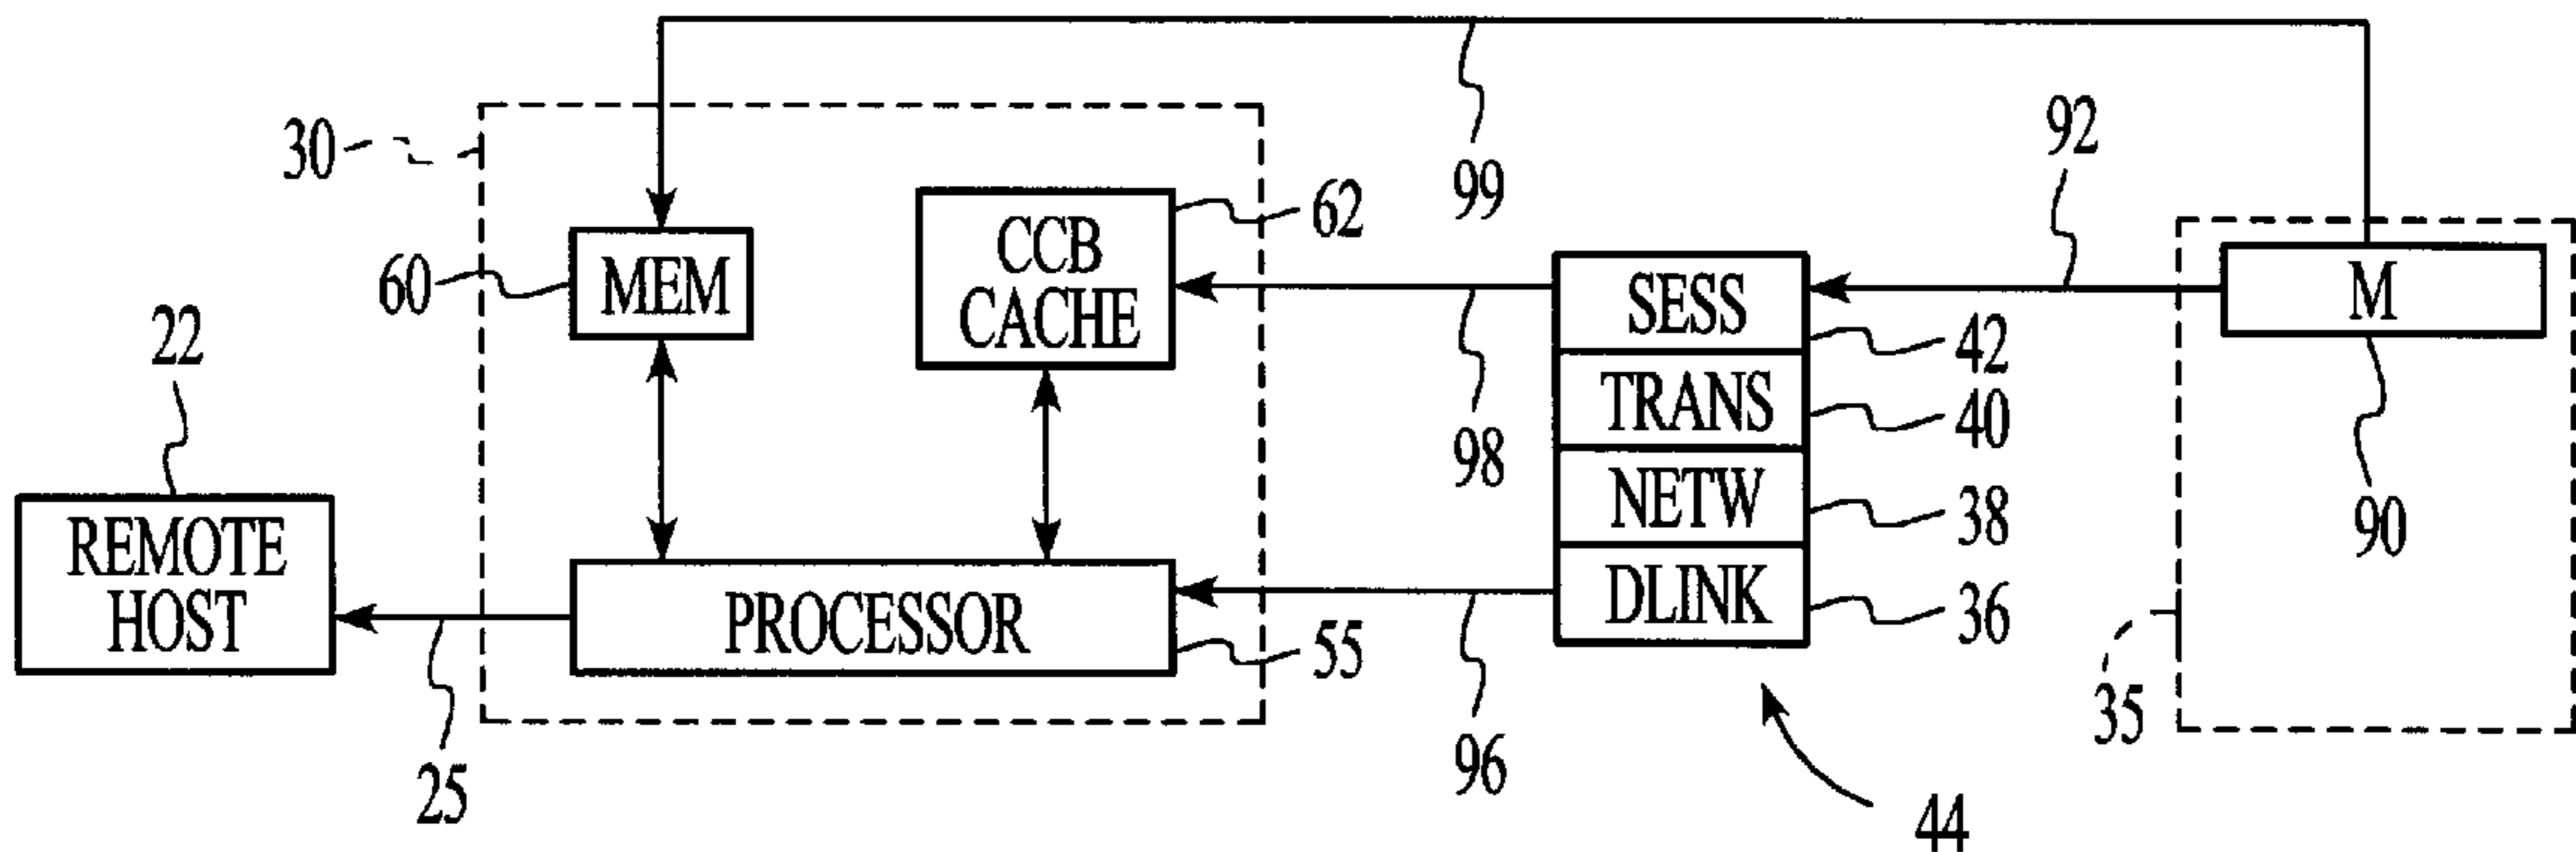 99
92
30
62
CCB
CACHE
60
MEM
SESS
42
M
22
TRANS
40
98
90
NETW
38
REMOTE
HOST
PROCESSOR
55
DLINK
36
35
25
96
44